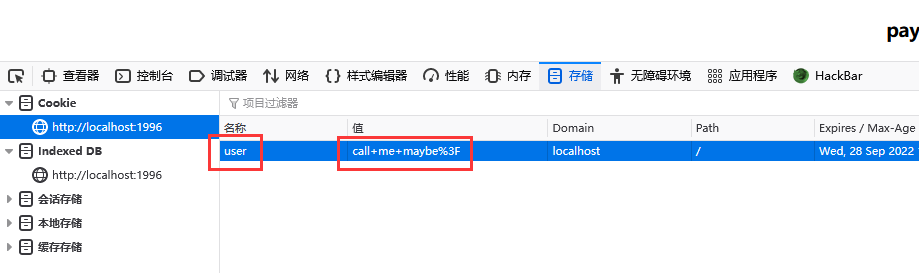 pay
查看器 控制台 调试器 网络 样式编辑器 性能 内存 存储 无障碍环境 应用程序 HackBar
Cookie
项目过滤器
http://localhost:1996
名称 值 Domain Path Expires / Max-Age
Indexed DB
user call+me+maybe%3F localhost / Wed, 28 Sep 2022
http://localhost:1996
会话存储
本地存储
缓存存储